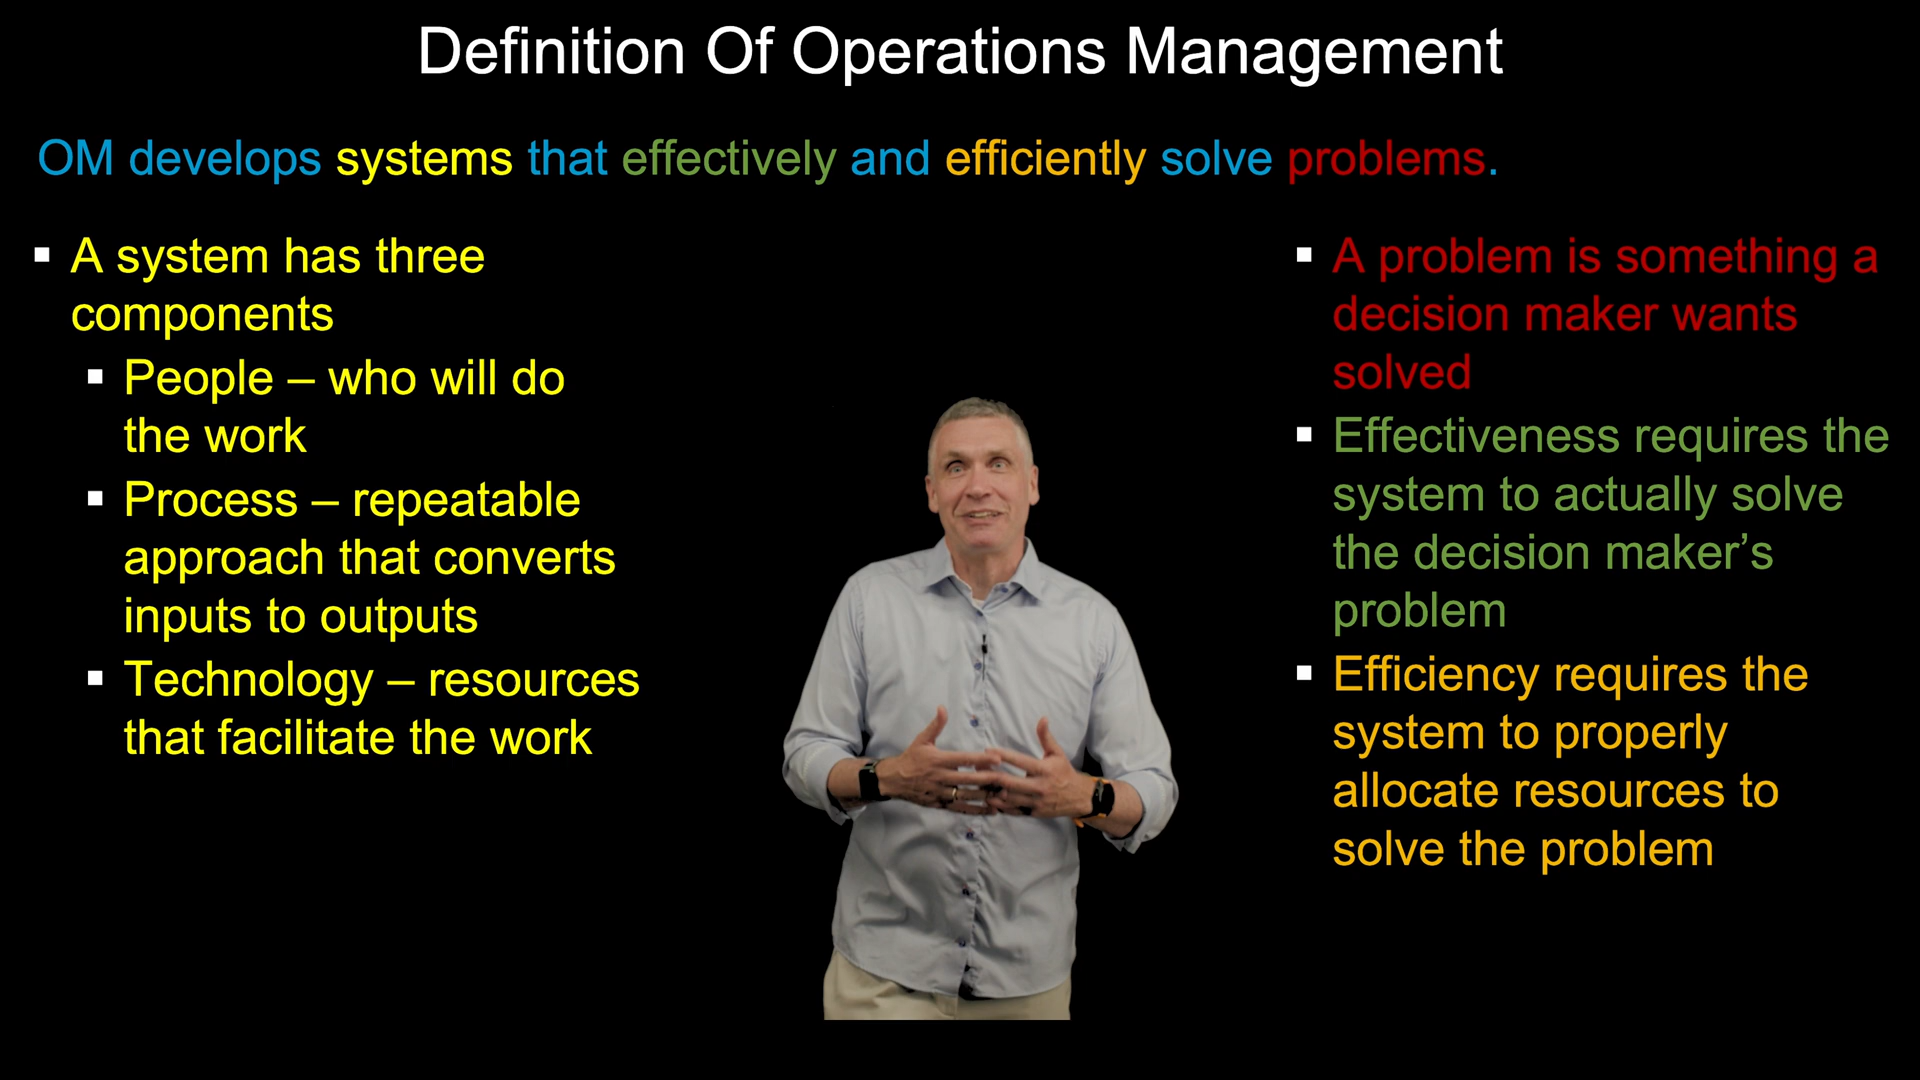 Definition Of Operations Management
OM develops systems that effectively and efficiently solve problems.
▪ A system has three
components
▪ People – who will do
the work
▪ Process – repeatable
approach that converts
inputs to outputs
▪ Technology – resources
that facilitate the work
▪ A problem is something a
decision maker wants
solved
▪ Effectiveness requires the
system to actually solve
the decision maker’s
problem
▪ Efficiency requires the
system to properly
allocate resources to
solve the problem